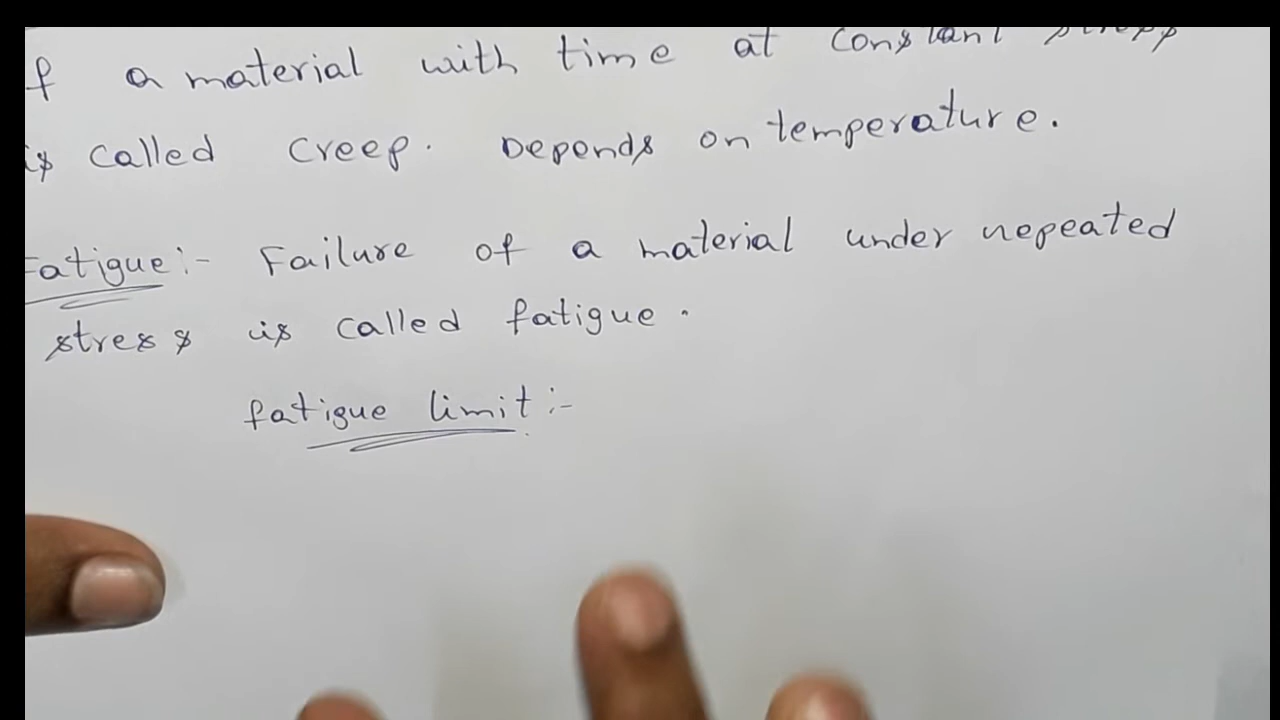 f a material with time at constant stress
is called creep. Depends on temperature.
Fatigue:- Failure of a material under repeated
stress is called fatigue.
fatigue limit:-